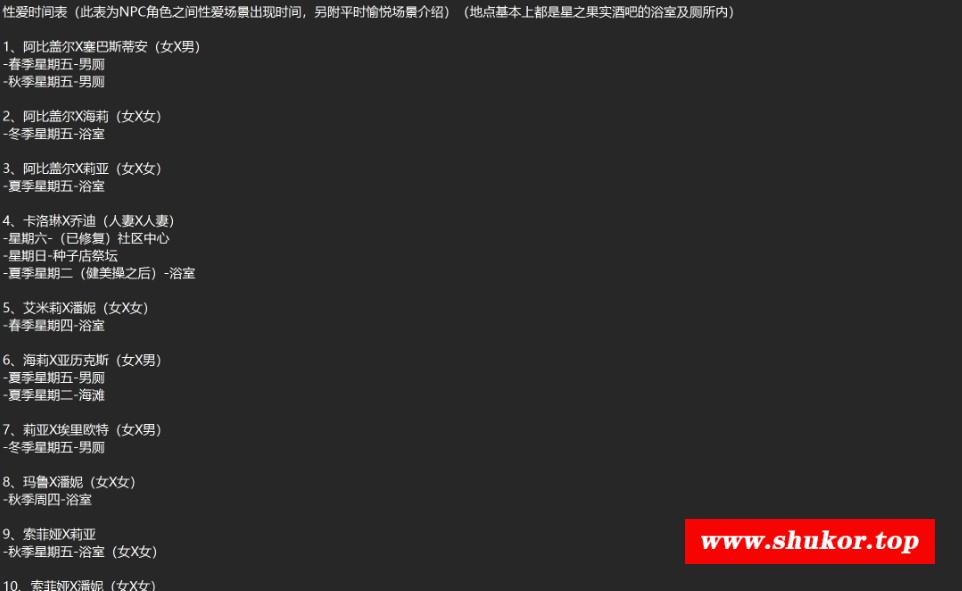 性爱时间表（此表为NPC角色之间性爱场景出现时间，另附平时愉悦场景介绍）（地点基本上都是星之果实酒吧的浴室及厕所内）
1、阿比盖尔X塞巴斯蒂安（女X男）
-春季星期五-男厕
-秋季星期五-男厕
2、阿比盖尔X海莉（女X女）
-冬季星期五-浴室
3、阿比盖尔X莉亚（女X女）
-夏季星期五-浴室
4、卡洛琳X乔迪（人妻X人妻）
-星期六-（已修复）社区中心
-星期日-种子店祭坛
-夏季星期二（健美操之后）-浴室
5、艾米莉X潘妮（女X女）
-春季星期四-浴室
6、海莉X亚历克斯（女X男）
-夏季星期五-男厕
-夏季星期二-海滩
7、莉亚X埃里欧特（女X男）
-冬季星期五-男厕
8、玛鲁X潘妮（女X女）
-秋季周四-浴室
9、索菲娅X莉亚
-秋季星期五-浴室（女X女）
10、索菲娅X潘妮（女X女）
www.shukor.top